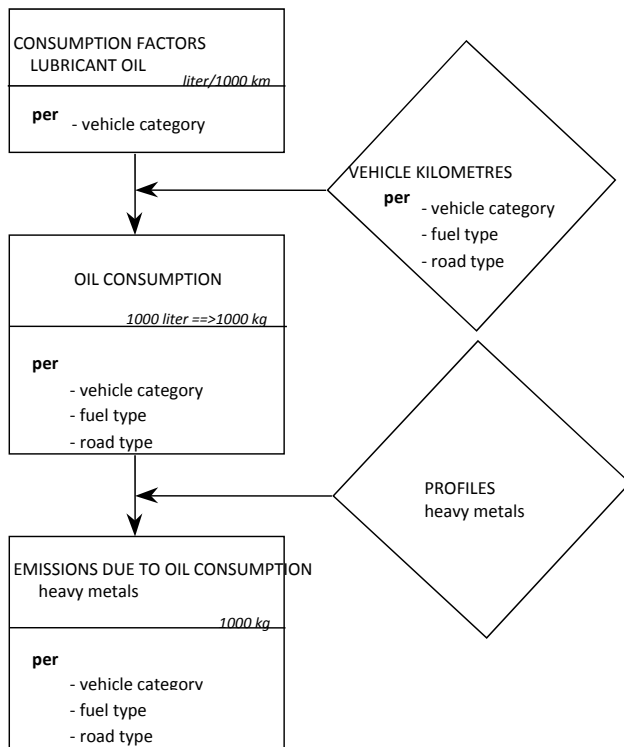 CONSUMPTION FACTORS
LUBRICANT OIL
liter/1000 km
per
- vehicle category
VEHICLE KILOMETRES
per
- vehicle category
- fuel type
- road type
OIL CONSUMPTION
1000 liter ==>1000 kg
per
- vehicle category
- fuel type
- road type
PROFILES
heavy metals
EMISSIONS DUE TO OIL CONSUMPTION
heavy metals
1000 kg
per
- vehicle category
- fuel type
- road type